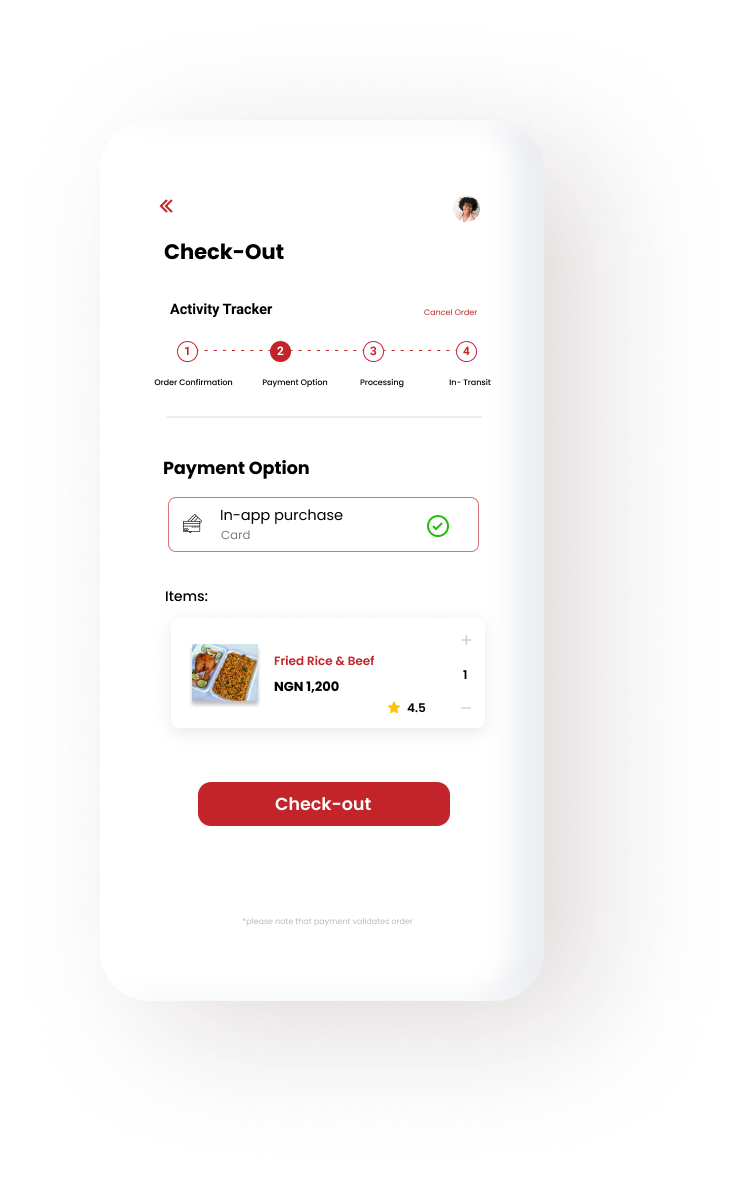 Check-Out
Activity Tracker
Cancel Order
1 2 3 4
Order Confirmation Payment Option Processing In- Transit
Payment Option
In-app purchase
Card
Items:
Fried Rice & Beef
1
NGN 1,200
4.5
Check-out
*please note that payment validates order